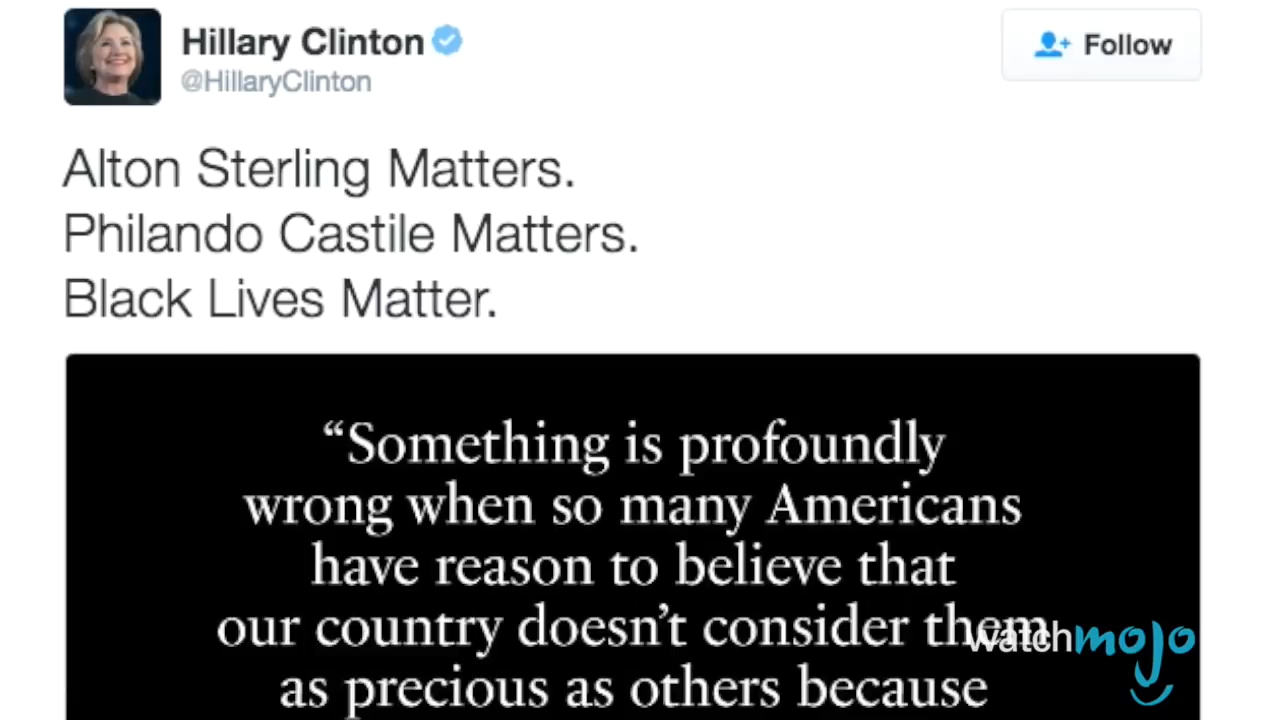 Hillary Clinton
@HillaryClinton
Follow
Alton Sterling Matters.
Philando Castile Matters.
Black Lives Matter.
“Something is profoundly
wrong when so many Americans
have reason to believe that
our country doesn’t consider them
as precious as others because
watchmojo